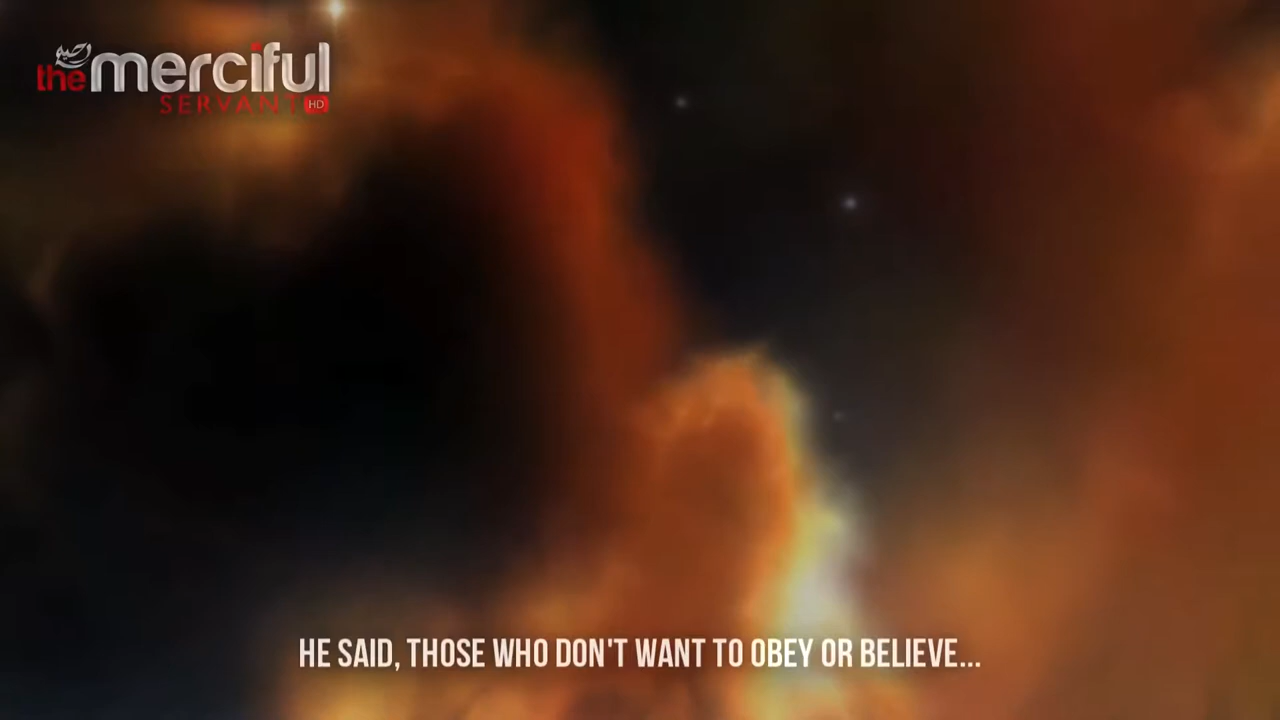 the merciful
SERVANT HD
HE SAID, THOSE WHO DON'T WANT TO OBEY OR BELIEVE...